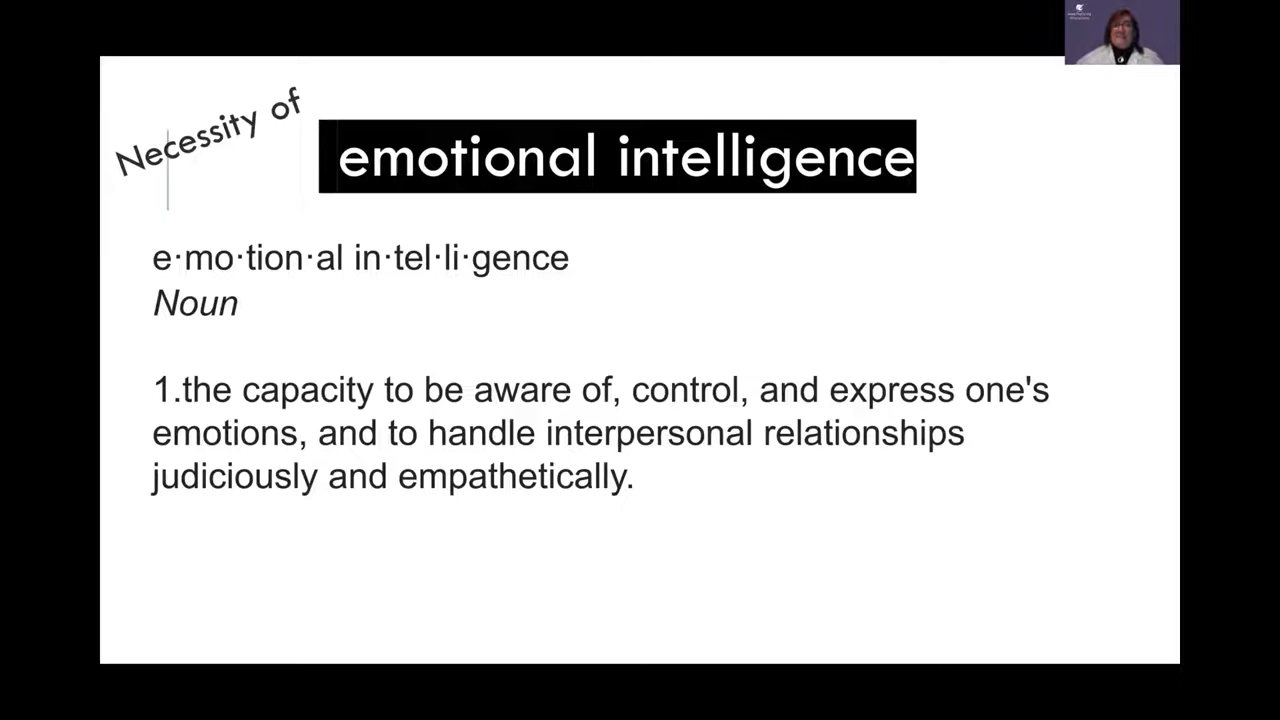 Necessity of
emotional intelligence
e·mo·tion·al in·tel·li·gence
Noun
1.the capacity to be aware of, control, and express one's
emotions, and to handle interpersonal relationships
judiciously and empathetically.